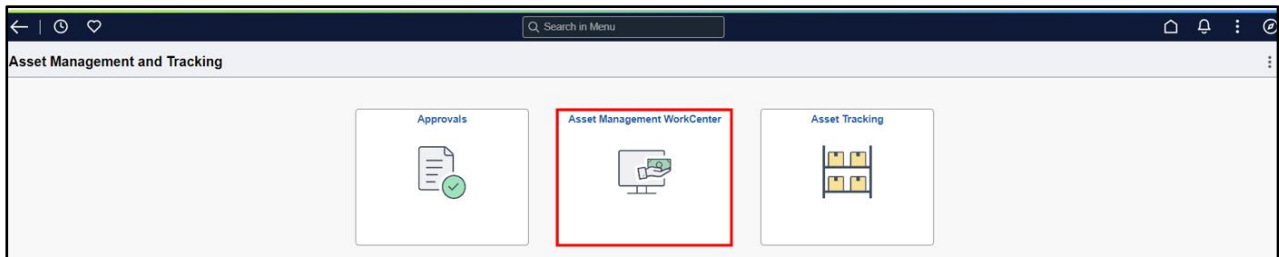 Search in Menu
Asset Management and Tracking
Approvals
Asset Management WorkCenter
Asset Tracking